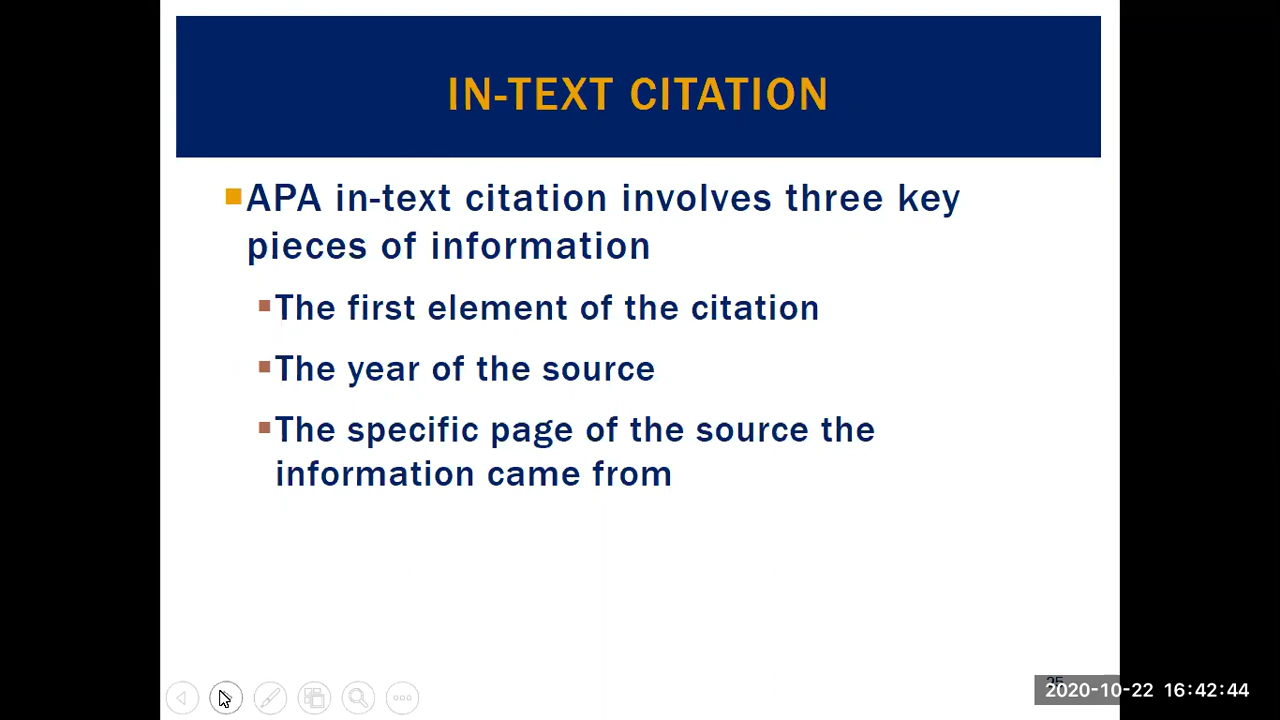 IN-TEXT CITATION
APA in-text citation involves three key
pieces of information
The first element of the citation
The year of the source
The specific page of the source the
information came from
25
2020-10-22 16:42:44